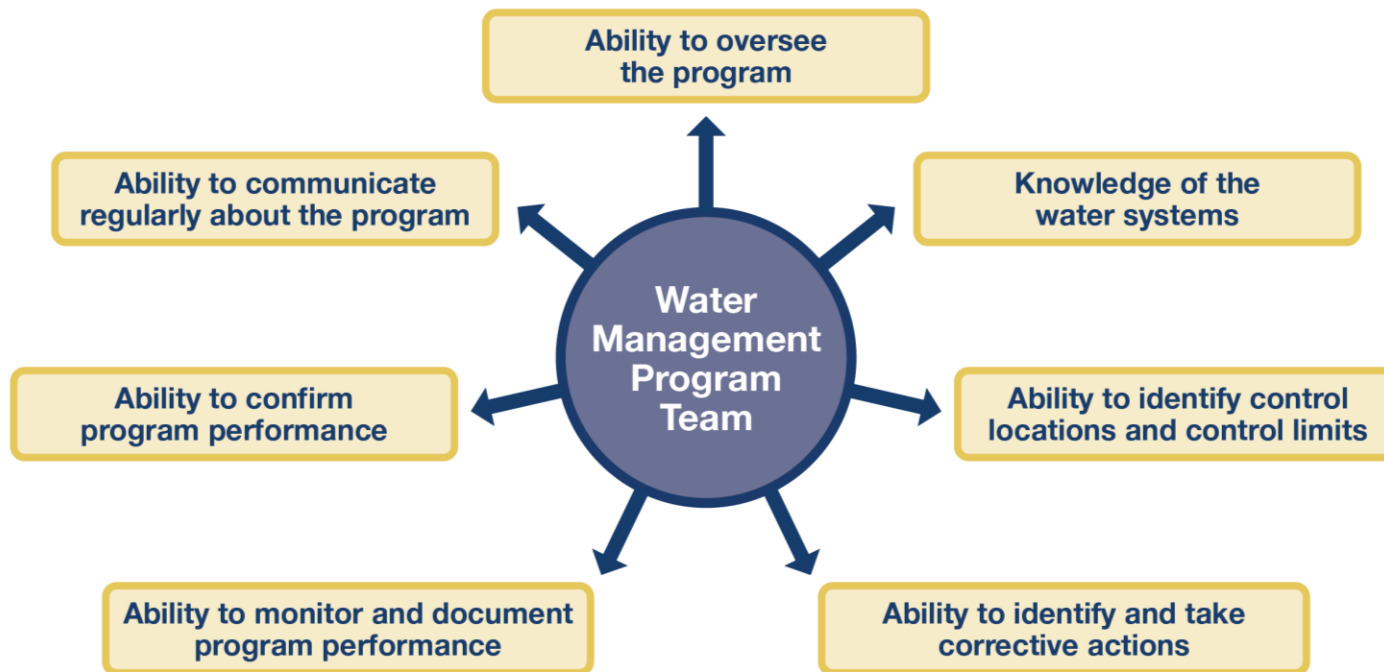 Ability to oversee
the program
Ability to communicate
regularly about the program
Knowledge of the
water systems
Water
Management
Program
Team
Ability to confirm
program performance
Ability to identify control
locations and control limits
Ability to monitor and document
program performance
Ability to identify and take
corrective actions